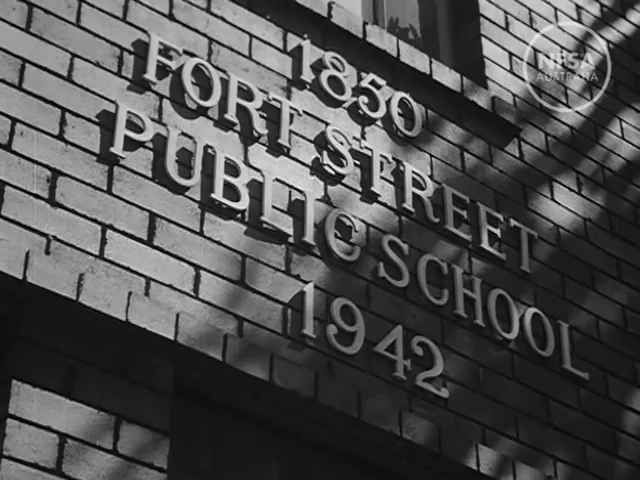 NFSA
AUSTRALIA
1850
FORT STREET
PUBLIC SCHOOL
1942